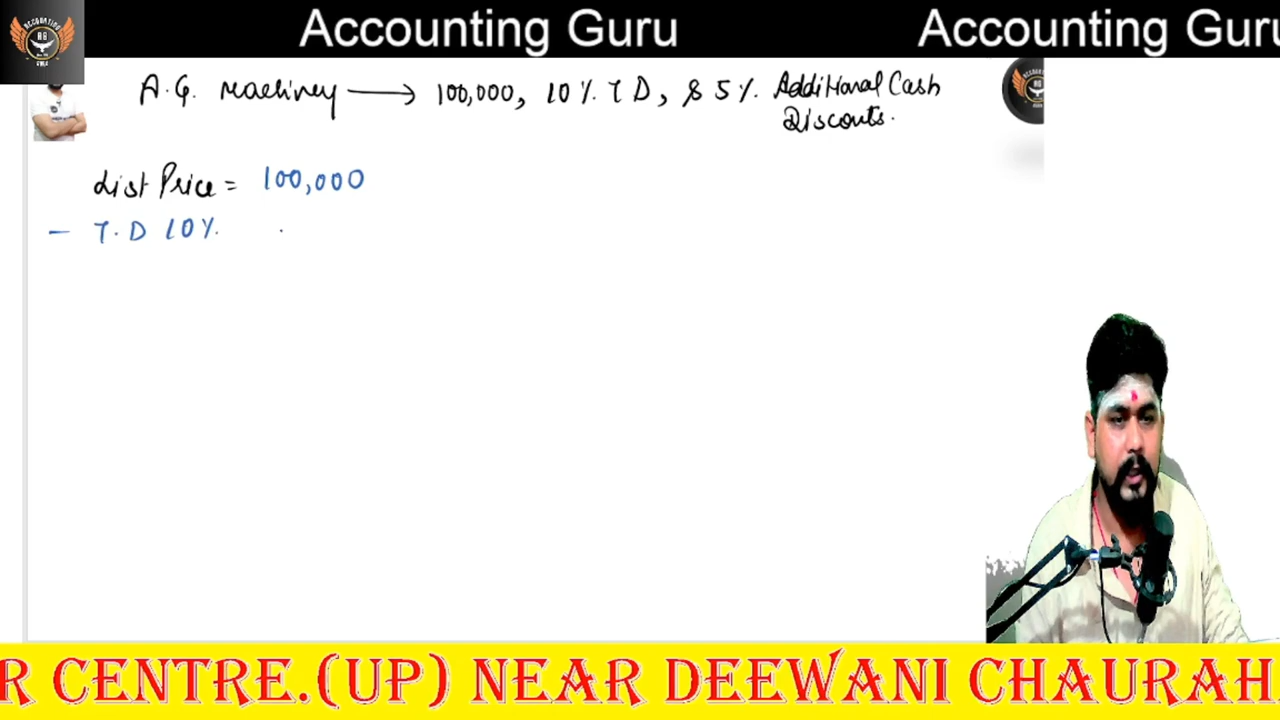 Accounting Guru Accounting Guru
A.G. Machinery → 100,000, 10%. T D, & 5%. Additional Cash
Discounts.
List Price = 100,000
- T.D 10%.
R CENTRE.(UP) NEAR DEEWANI CHAURAH